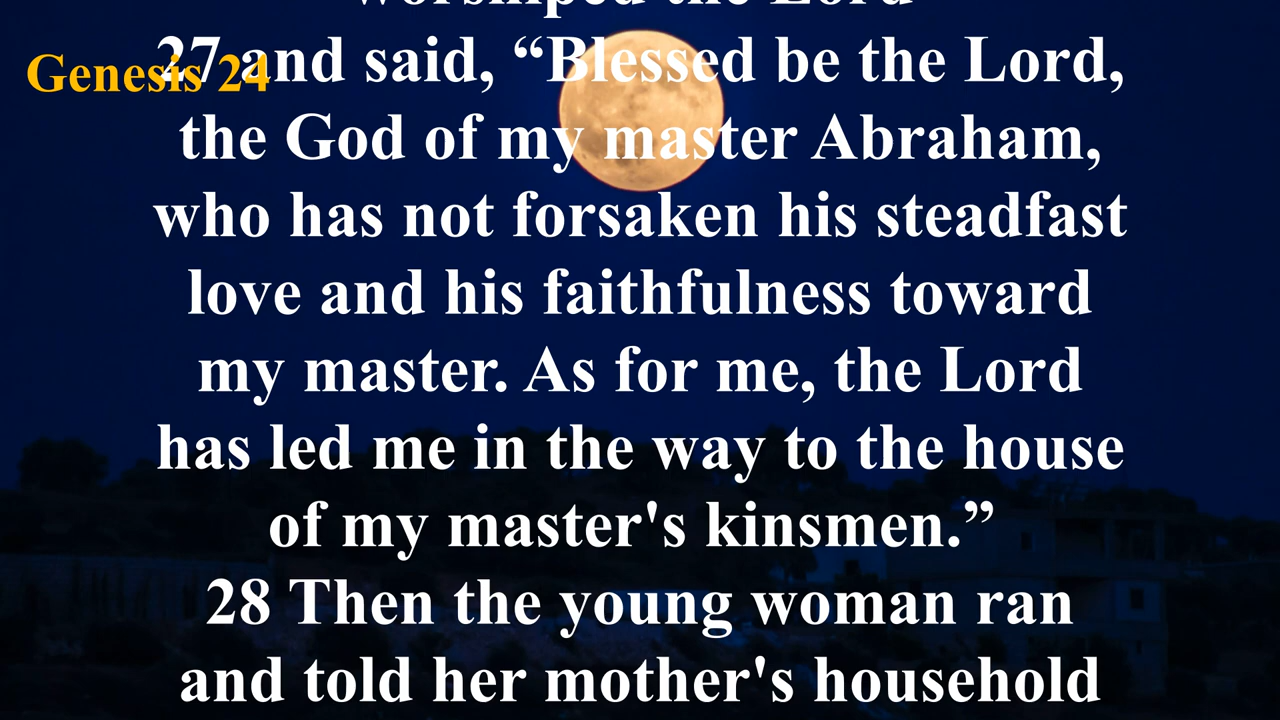 worshiped the Lord
Genesis 24
27 and said, “Blessed be the Lord,
the God of my master Abraham,
who has not forsaken his steadfast
love and his faithfulness toward
my master. As for me, the Lord
has led me in the way to the house
of my master's kinsmen.”
28 Then the young woman ran
and told her mother's household